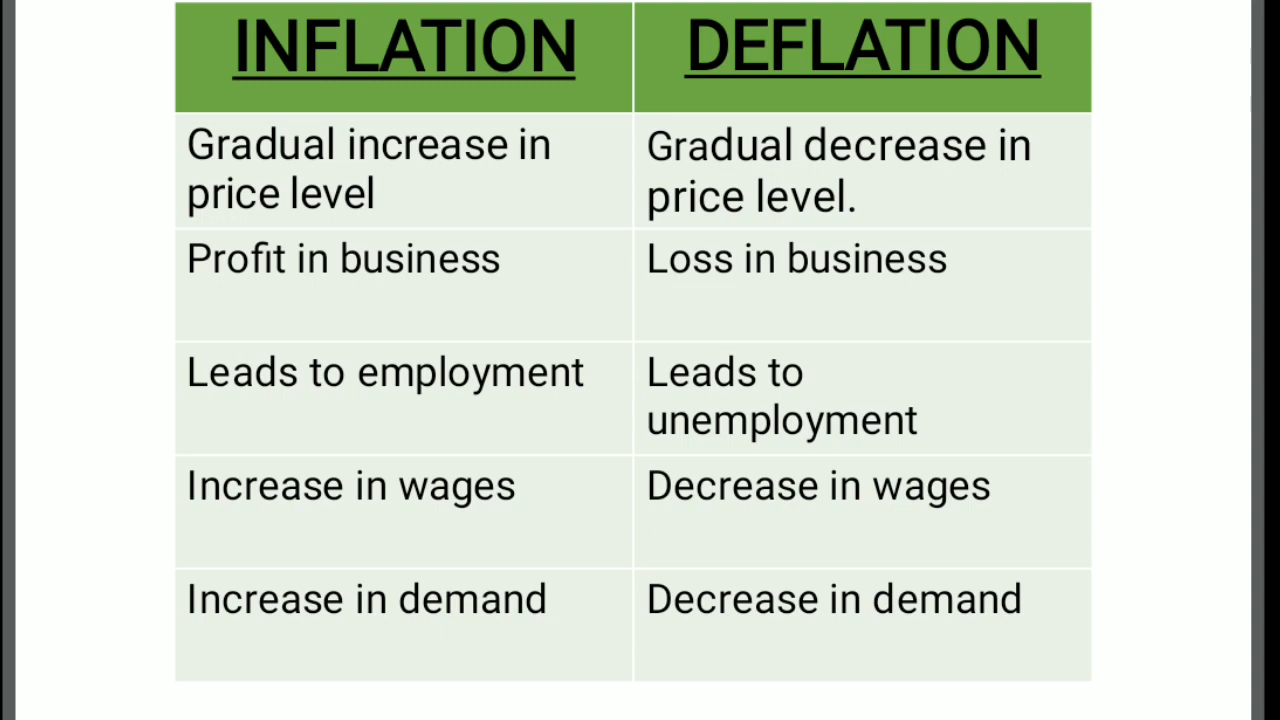 INFLATION
DEFLATION
Gradual increase in
price level
Gradual decrease in
price level.
Profit in business
Loss in business
Leads to employment
Leads to
unemployment
Increase in wages
Decrease in wages
Increase in demand
Decrease in demand